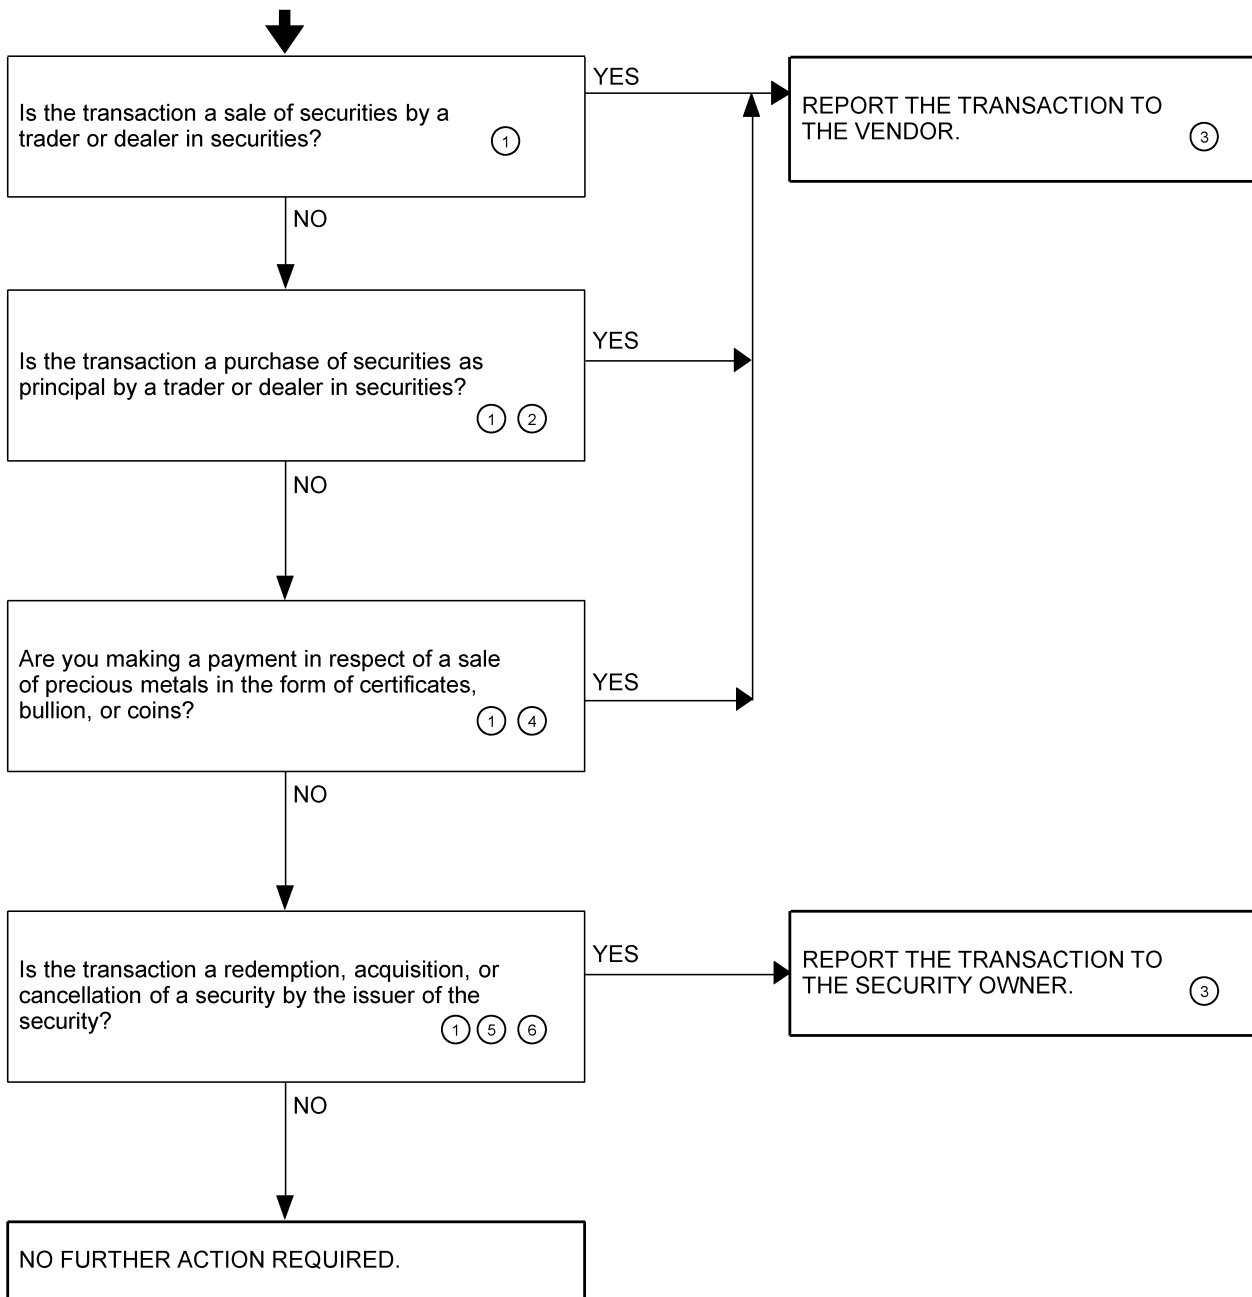 Is the transaction a sale of securities by a
trader or dealer in securities?
1
YES
REPORT THE TRANSACTION TO
THE VENDOR.
3
NO
Is the transaction a purchase of securities as
principal by a trader or dealer in securities?
1 2
YES
NO
Are you making a payment in respect of a sale
of precious metals in the form of certificates,
bullion, or coins?
1 4
YES
NO
Is the transaction a redemption, acquisition, or
cancellation of a security by the issuer of the
security?
1 5 6
YES
REPORT THE TRANSACTION TO
THE SECURITY OWNER.
3
NO
NO FURTHER ACTION REQUIRED.